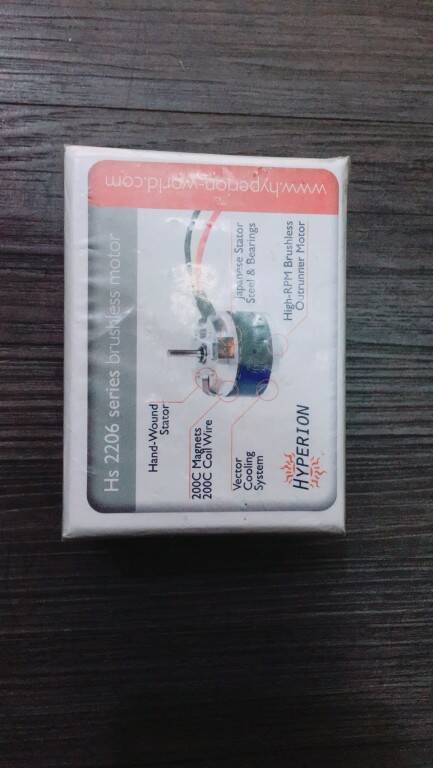 Hs 2206 series brushless motor
Hand-Wound
Stator
200C Magnets
200C Coil Wire
Vector
Cooling
System
Japanese Stator
Steel & Bearings
High-RPM Brushless
Outrunner Motor
HYPERION
www.hyperion-world.com